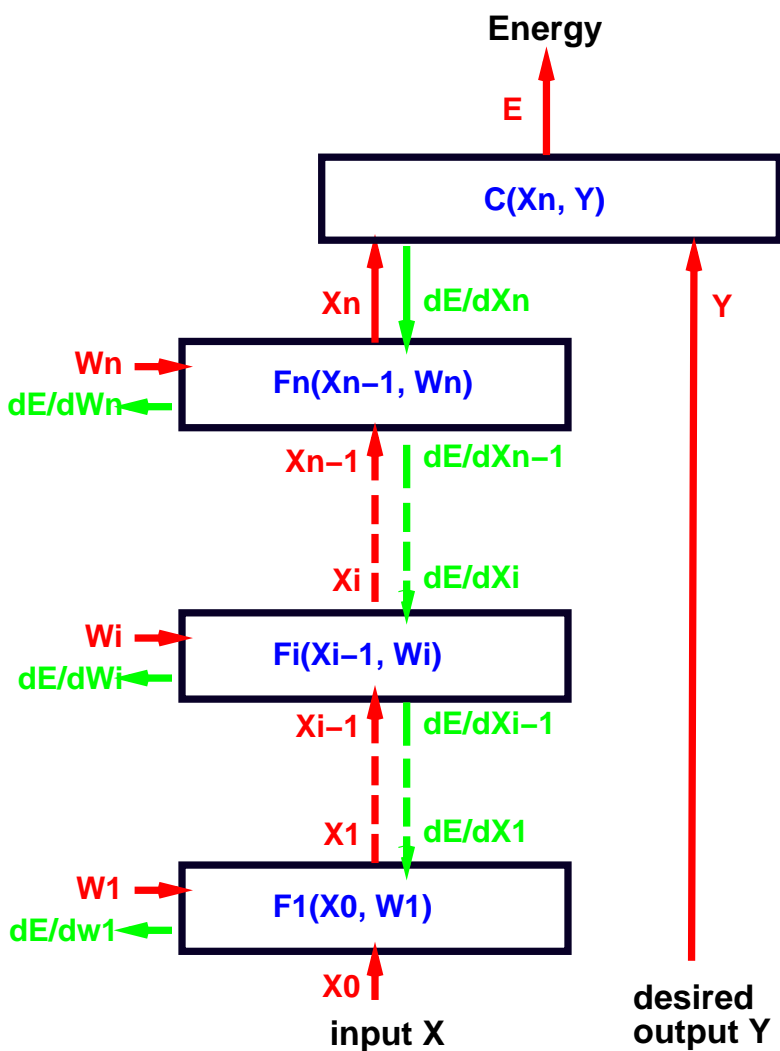 Energy
E
C(Xn, Y)
Xn
dE/dXn
Y
Wn
Fn(Xn−1, Wn)
dE/dWn
Xn−1
dE/dXn−1
Xi
dE/dXi
Wi
Fi(Xi−1, Wi)
dE/dWi
Xi−1
dE/dXi−1
X1
dE/dX1
W1
F1(X0, W1)
dE/dw1
X0
input X
desired
output Y